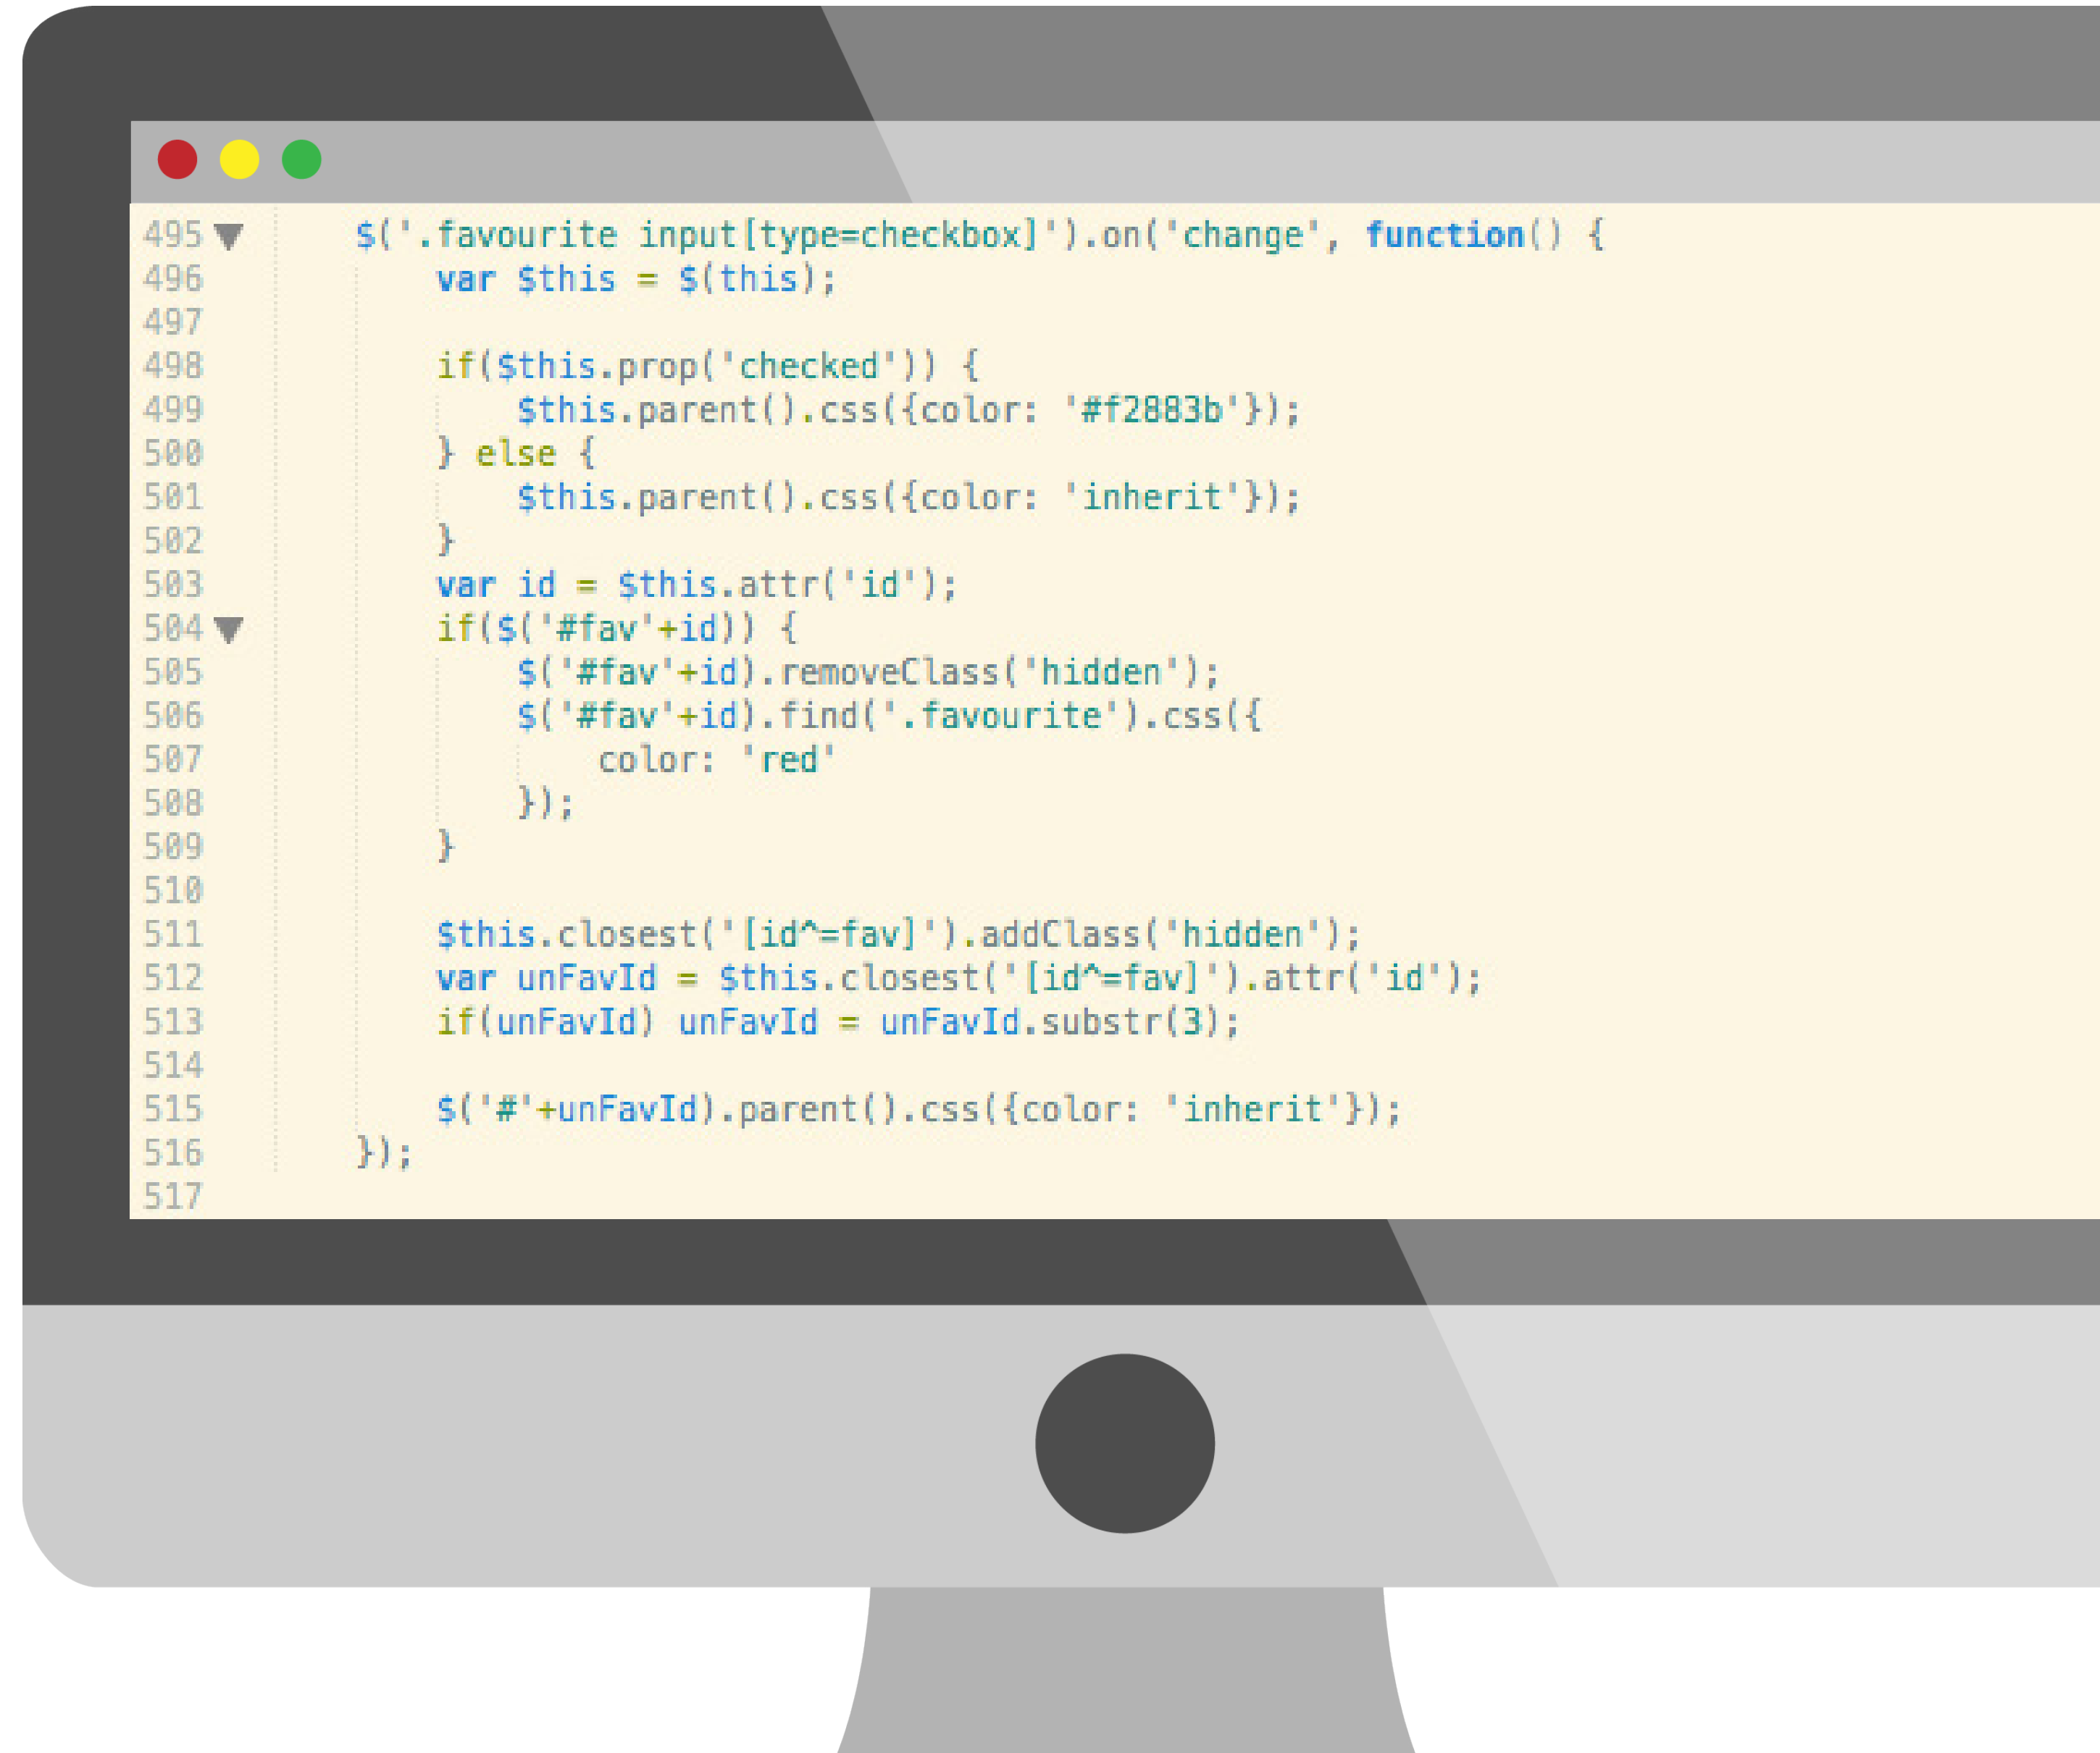 495 $('.favourite input[type=checkbox]').on('change', function() {
496 var $this = $(this);
497
498 if($this.prop('checked')) {
499 $this.parent().css({color: '#f2883b'});
500 } else {
501 $this.parent().css({color: 'inherit'});
502 }
503 var id = $this.attr('id');
504 if($('#fav'+id)) {
505 $('#fav'+id).removeClass('hidden');
506 $('#fav'+id).find('.favourite').css({
507 color: 'red'
508 });
509 }
510
511 $this.closest('[id^=fav]').addClass('hidden');
512 var unFavId = $this.closest('[id^=fav]').attr('id');
513 if(unFavId) unFavId = unFavId.substr(3);
514
515 $('#'+unFavId).parent().css({color: 'inherit'});
516 });
517